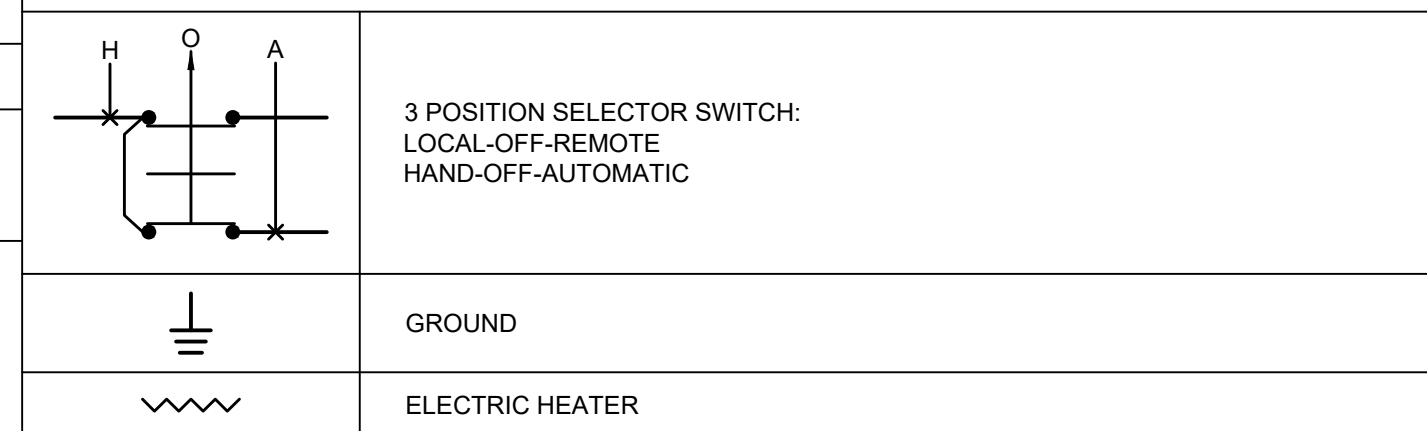 H O A
3 POSITION SELECTOR SWITCH:
LOCAL-OFF-REMOTE
HAND-OFF-AUTOMATIC
GROUND
ELECTRIC HEATER